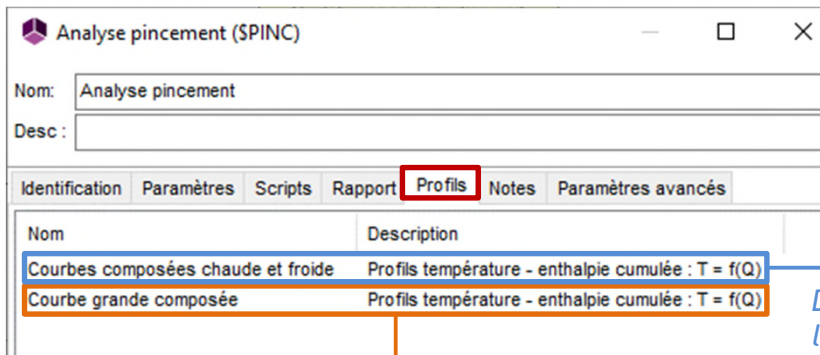 Analyse pincement ($PINC)
Nom: Analyse pincement
Desc :
Identification Paramètres Scripts Rapport Profils Notes Paramètres avancés
Nom Description
Courbes composées chaude et froide Profils température - enthalpie cumulée : T = f(Q)
Courbe grande composée Profils température - enthalpie cumulée : T = f(Q)